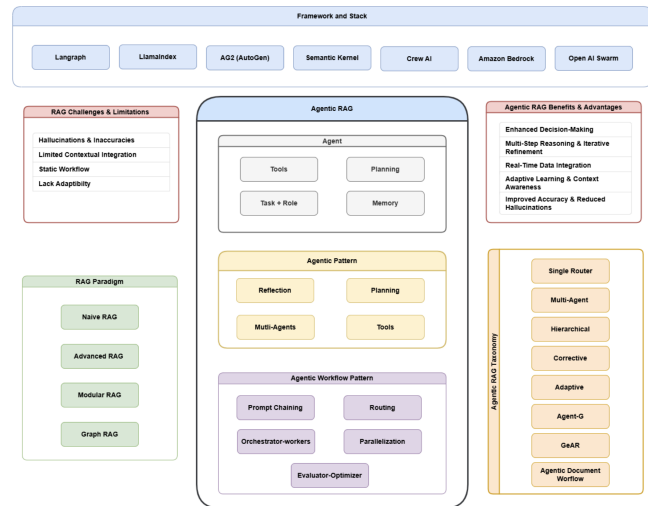 Framework and Stack
Langraph
LlamaIndex
AG2 (AutoGen)
Semantic Kernel
Crew AI
Amazon Bedrock
Open AI Swarm
RAG Challenges & Limitations
Hallucinations & Inaccuracies
Limited Contextual Integration
Static Workflow
Lack Adaptibilty
RAG Paradigm
Naive RAG
Advanced RAG
Modular RAG
Graph RAG
Agentic RAG
Agent
Tools
Planning
Task + Role
Memory
Agentic Pattern
Reflection
Planning
Mutli-Agents
Tools
Agentic Workflow Pattern
Prompt Chaining
Routing
Orchestrator-workers
Parallelization
Evaluator-Optimizer
Agentic RAG Benefits & Advantages
Enhanced Decision-Making
Multi-Step Reasoning & Iterative
Refinement
Real-Time Data Integration
Adaptive Learning & Context
Awareness
Improved Accuracy & Reduced
Hallucinations
Agentic RAG Taxonomy
Single Router
Multi-Agent
Hierarchical
Corrective
Adaptive
Agent-G
GeAR
Agentic Document
Worflow